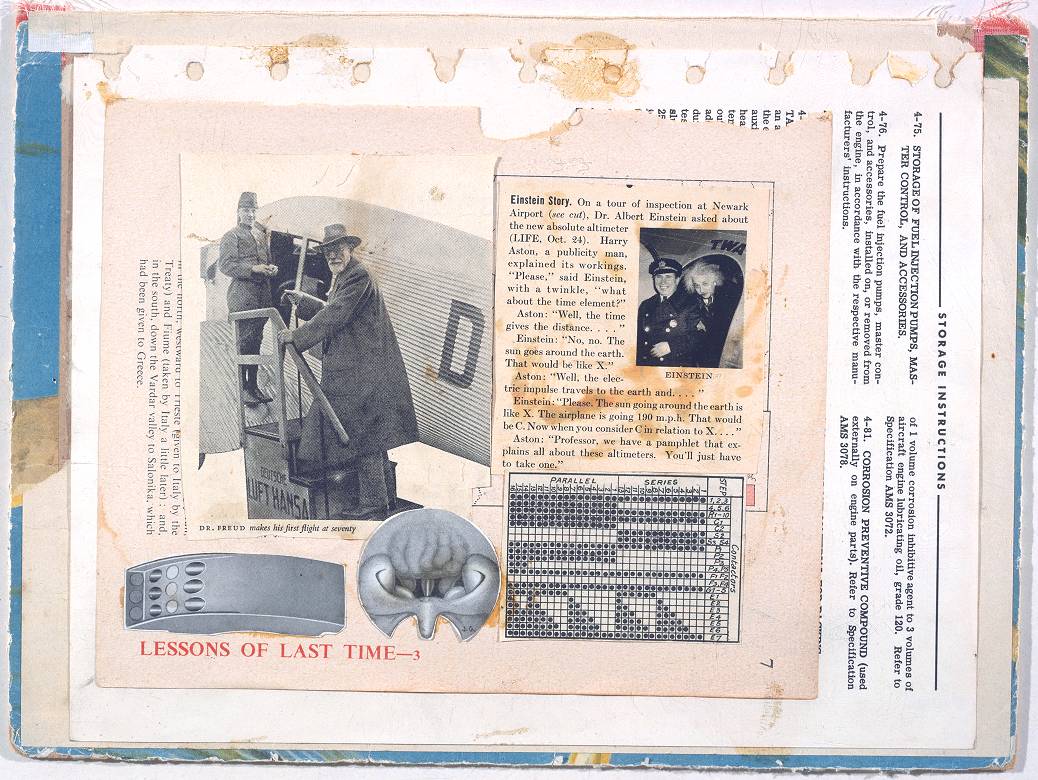 STORAGE INSTRUCTIONS
4-75. STORAGE OF FUEL INJECTION PUMPS, MAS-
TER CONTROL, AND ACCESSORIES.
4-76. Prepare the fuel injection pumps, master con-
trol, and accessories, installed on, or removed from
the engine, in accordance with the respective manu-
facturers' instructions.
of 1 volume corrosion inhibitive agent to 3 volumes of
aircraft engine lubricating oil, grade 120. Refer to
Specification AMS 3072.
4-81. CORROSION PREVENTIVE COMPOUND (used
externally on engine parts). Refer to Specification
AMS 3078.
westward to Trieste (given to Italy by the
Treaty) and Fiume (taken by Italy a little later) : and,
in the south, down the Vardar valley to Salonika, which
had been given to Greece.
D
DEUTSCHE
LUFT HANSA
DR. FREUD makes his first flight at seventy
Einstein Story. On a tour of inspection at Newark
Airport (see cut), Dr. Albert Einstein asked about
the new absolute altimeter
(LIFE, Oct. 24). Harry
Aston, a publicity man,
explained its workings.
"Please," said Einstein,
with a twinkle, "what
about the time element?"
Aston: "Well, the time
gives the distance. . . . "
Einstein: "No, no. The
sun goes around the earth.
That would be like X."
Aston: "Well, the elec-
tric impulse travels to the earth and. . . . "
Einstein: "Please. The sun going around the earth is
like X. The airplane is going 190 m.p.h. That would
be C. Now when you consider C in relation to X. . . . "
Aston: "Professor, we have a pamphlet that ex-
plains all about these altimeters. You'll just have
to take one."
TWA
EINSTEIN
PARALLEL SERIES STEP
Contactors
LESSONS OF LAST TIME—3
7